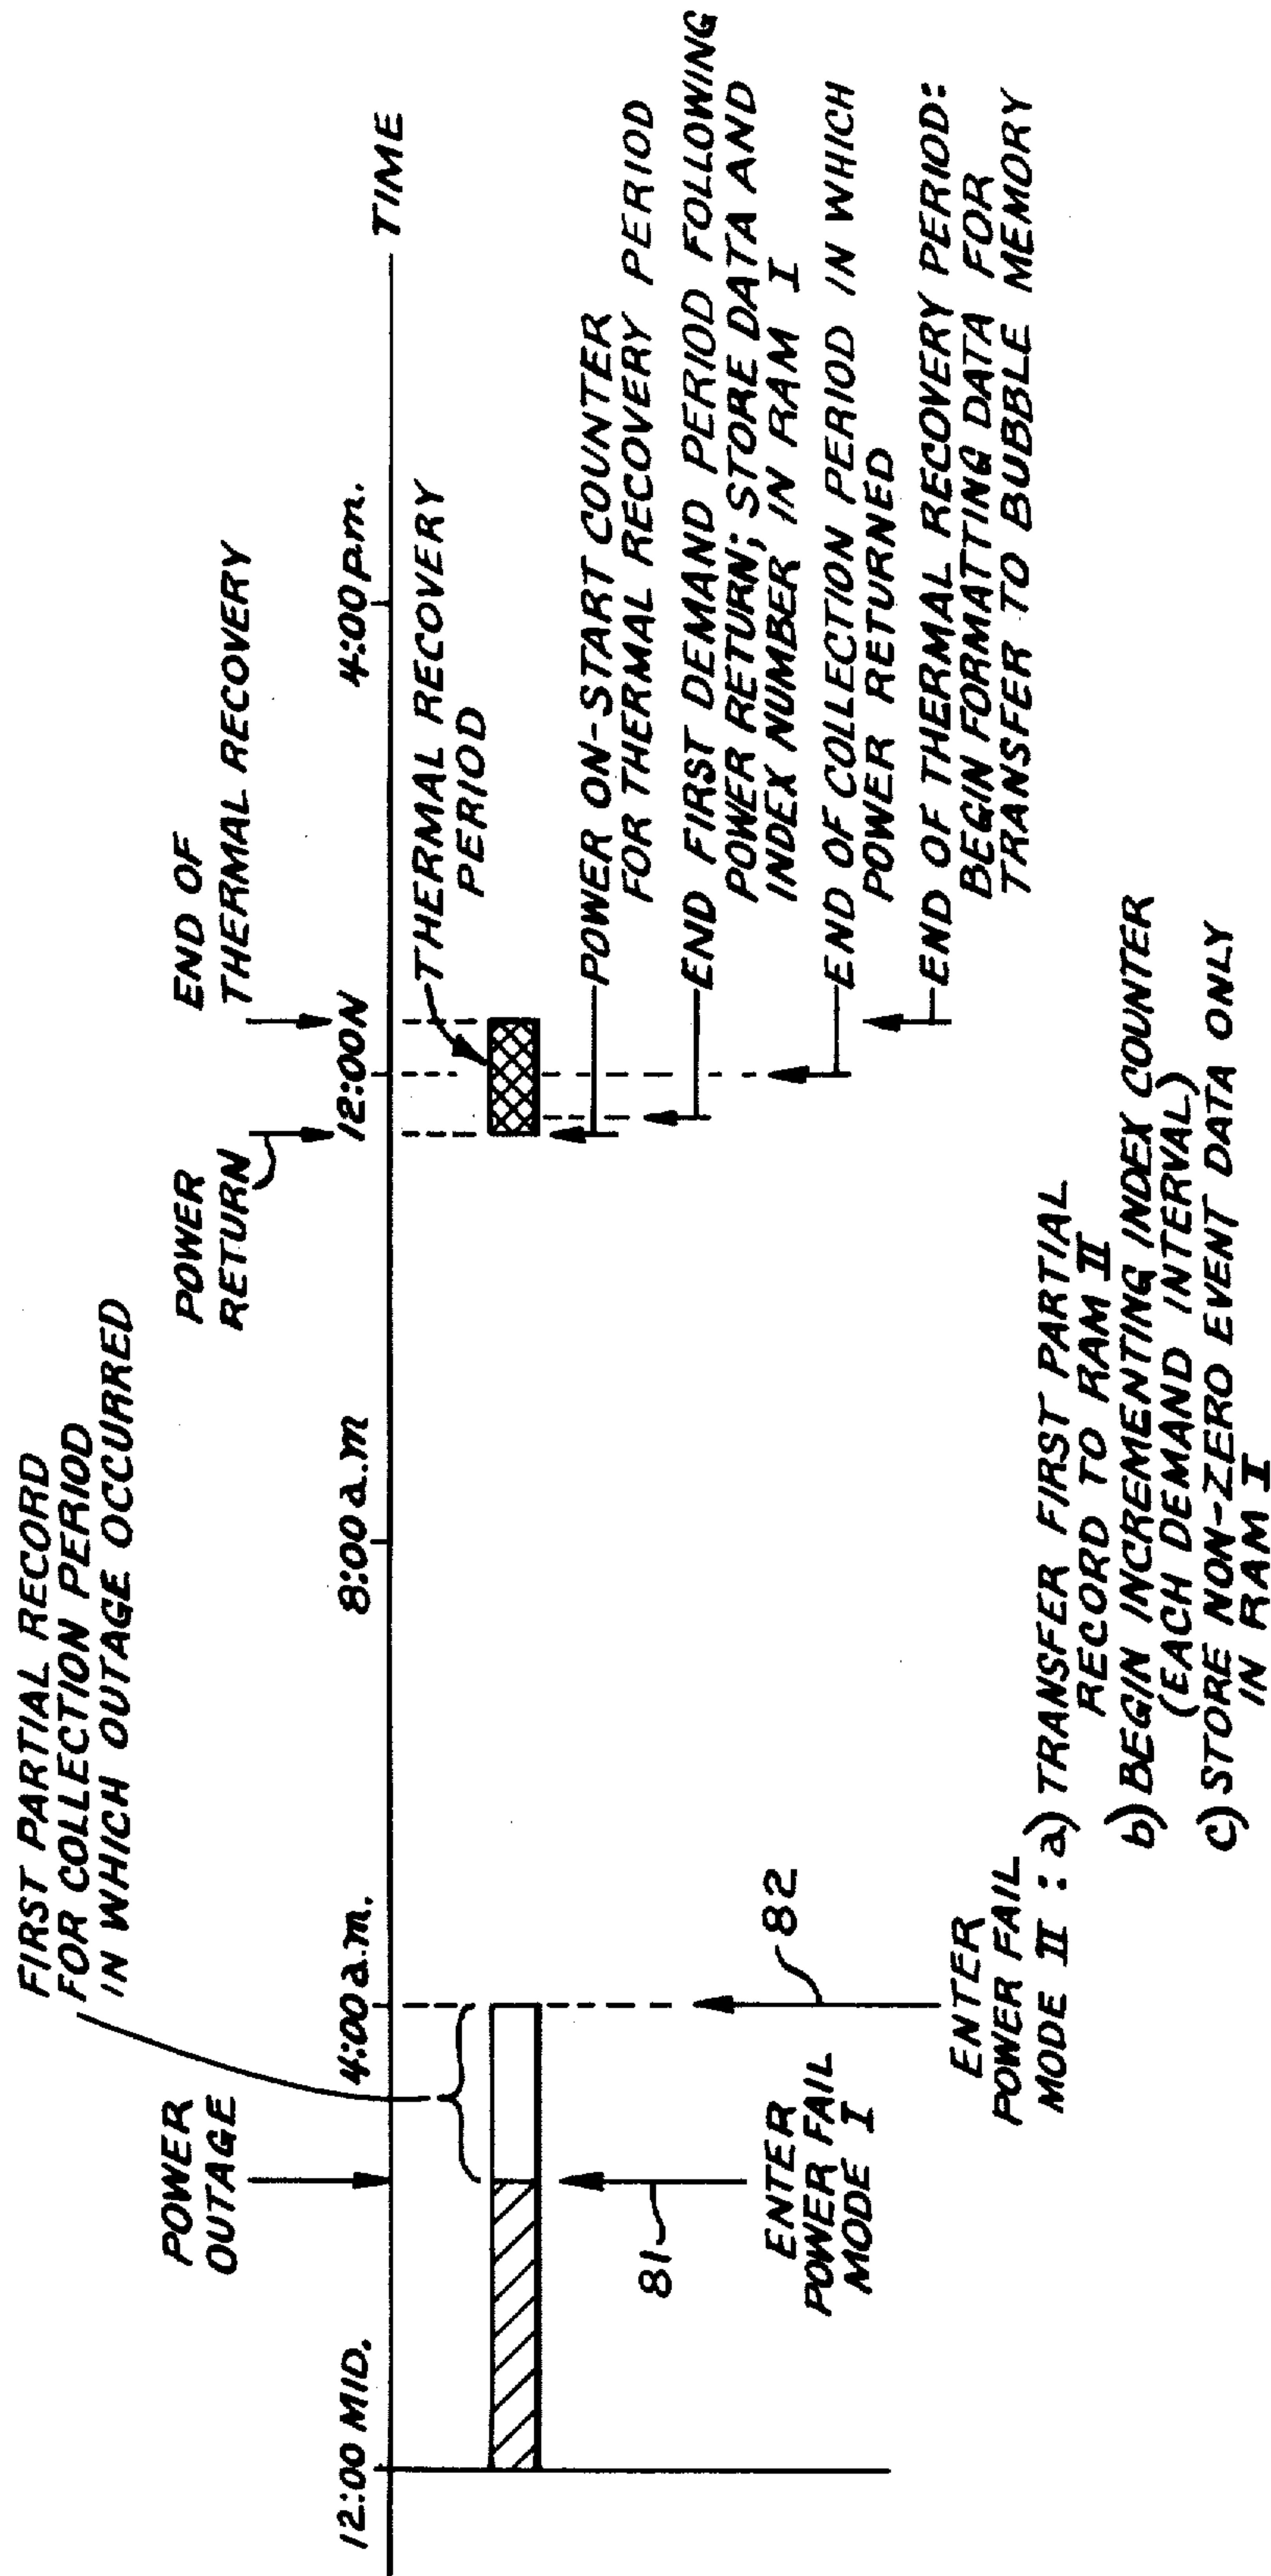 FIRST PARTIAL RECORD
FOR COLLECTION PERIOD
IN WHICH OUTAGE OCCURRED
POWER
OUTAGE
POWER
RETURN
END OF
THERMAL RECOVERY
12:00 MID.
4:00 a.m.
8:00 a.m
12:00N
4:00 p.m.
TIME
THERMAL RECOVERY
PERIOD
81
ENTER
POWER FAIL
MODE I
82
ENTER
POWER FAIL
MODE II : a) TRANSFER FIRST PARTIAL
RECORD TO RAM II
b) BEGIN INCREMENTING INDEX COUNTER
(EACH DEMAND INTERVAL)
c) STORE NON-ZERO EVENT DATA ONLY
IN RAM I
POWER ON-START COUNTER
FOR THERMAL RECOVERY PERIOD
END FIRST DEMAND PERIOD FOLLOWING
POWER RETURN; STORE DATA AND
INDEX NUMBER IN RAM I
END OF COLLECTION PERIOD IN WHICH
POWER RETURNED
END OF THERMAL RECOVERY PERIOD:
BEGIN FORMATTING DATA FOR
TRANSFER TO BUBBLE MEMORY